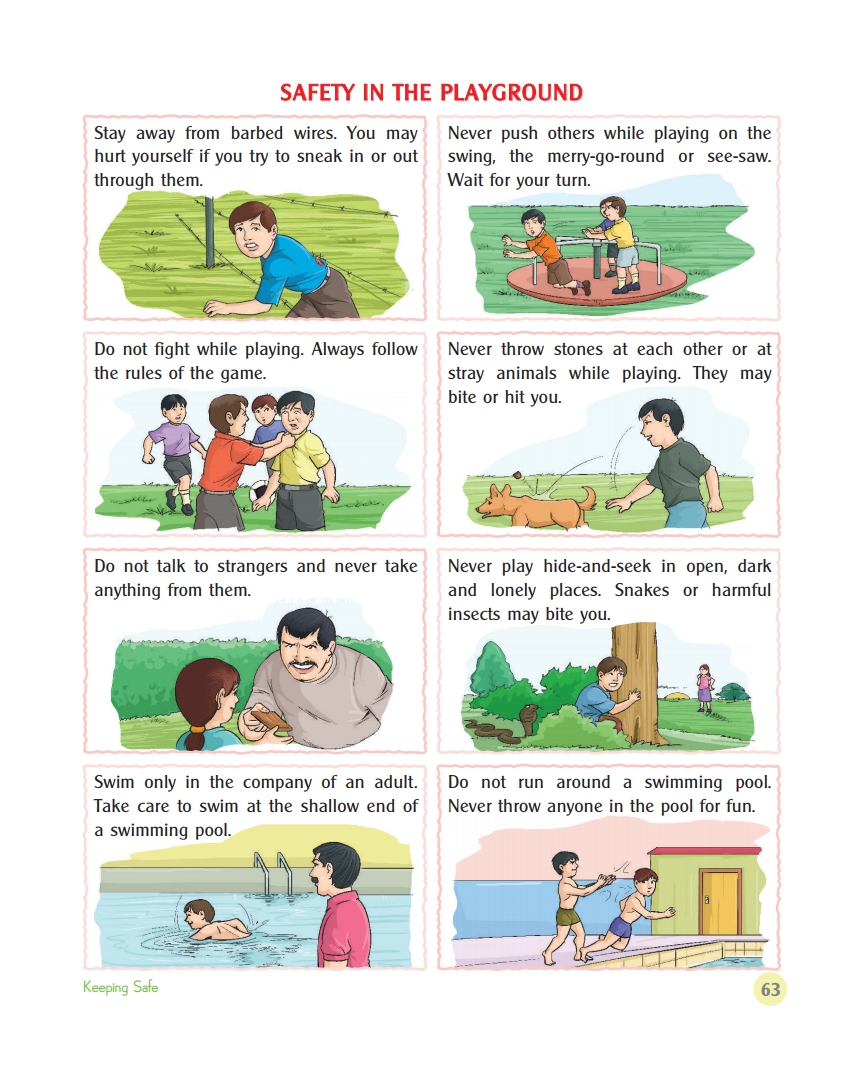 SAFETY IN THE PLAYGROUND
Stay away from barbed wires. You may
hurt yourself if you try to sneak in or out
through them.
Never push others while playing on the
swing, the merry-go-round or see-saw.
Wait for your turn.
Do not fight while playing. Always follow
the rules of the game.
Never throw stones at each other or at
stray animals while playing. They may
bite or hit you.
Do not talk to strangers and never take
anything from them.
Never play hide-and-seek in open, dark
and lonely places. Snakes or harmful
insects may bite you.
Swim only in the company of an adult.
Take care to swim at the shallow end of
a swimming pool.
Do not run around a swimming pool.
Never throw anyone in the pool for fun.
Keeping Safe
63